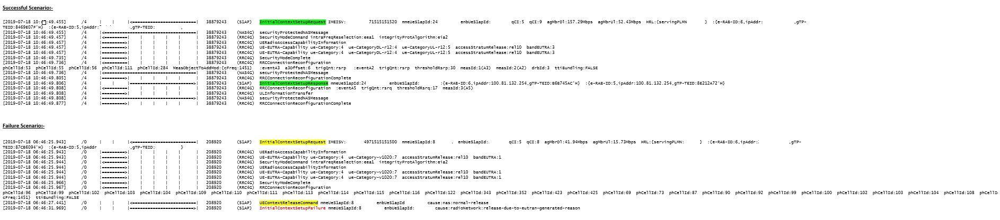 Successful Scenario:-
[2019-07-18 10:46:49.455] /4 | | |<==========================| 38879243 (S1AP) InitialContextSetupRequest IMEISV: 71515151520 mmeUeS1apId:24 enbUeS1apId: qCI:5 qCI:9 agMbrDl:157.29Mbps agMbrUl:52.43Mbps HRL:{servingPLMN } :{e-RAB-ID:6,ipAddr: ,gTP-
TEID:8469E07F'H} :{e-RAB-ID:5,ipAddr: ,gTP-TEID:
[2019-07-18 10:46:49.455] /4 |<====================================| 38879243 (NAS4G) securityProtectedNASMessage
[2019-07-18 10:46:49.457] /4 |<=========| | | | | | 38879243 (RRC4G) SecurityModeCommand intraFreqReselection:eea1 integrityProtAlgorithm:eia2
[2019-07-18 10:46:49.457] /4 |=========>| | | | | | 38879243 (RRC4G) UERadioAccessCapabilityInformation
[2019-07-18 10:46:49.457] /4 |=========>| | | | | | 38879243 (RRC4G) UE-EUTRA-Capability ue-Category:4 ue-CategoryDL-r12:4 ue-CategoryUL-r12:5 accessStratumRelease:rel10 bandEUTRA:3
[2019-07-18 10:46:49.457] /4 |=========>| | | | | | 38879243 (RRC4G) UE-EUTRA-Capability ue-Category:4 ue-CategoryDL-r12:4 ue-CategoryUL-r12:5 accessStratumRelease:rel10 bandEUTRA:3
[2019-07-18 10:46:49.735] /4 |=========>| | | | | | 38879243 (RRC4G) SecurityModeComplete
[2019-07-18 10:46:49.736] /4 |<=========| | | | | | 38879243 (RRC4G) RRCConnectionReconfiguration
phCellId:53 phCellId:55 phCellId:56 phCellId:111 phCellId:284 MeasObjectToAddMod:{cFreq:1451} :eventA3 a3Offset:6 trigQnt:rsrp :eventA2 trigQnt:rsrp thresholdRsrp:30 measId:1(A3) measId:2(A2) drbId:3 ttiBundling:FALSE
[2019-07-18 10:46:49.736] /4 |<====================================| 38879243 (NAS4G) securityProtectedNASMessage
[2019-07-18 10:46:49.805] /4 |=========>| | | | | | 38879243 (RRC4G) RRCConnectionReconfigurationComplete
[2019-07-18 10:46:49.806] /4 | | |==========================>| 38879243 (S1AP) InitialContextSetupResponse mmeUeS1apId:24 enbUeS1apId: :{e-RAB-ID:6,ipAddr:100.81.132.254,gTP-TEID:B6B745AC'H} :{e-RAB-ID:5,ipAddr:100.81.132.254,gTP-TEID:8E212A72'H}
[2019-07-18 10:46:49.808] /4 |<=========| | | | | | 38879243 (RRC4G) RRCConnectionReconfiguration :eventA5 trigQnt:rsrq thresholdRsrq:17 measId:3(A5)
[2019-07-18 10:46:49.808] /4 |=========>| | | | | | 38879243 (RRC4G) ULInformationTransfer
[2019-07-18 10:46:49.808] /4 |====================================>| 38879243 (NAS4G) securityProtectedNASMessage
[2019-07-18 10:46:49.877] /4 |=========>| | | | | | 38879243 (RRC4G) RRCConnectionReconfigurationComplete
Failure Scenario:-
[2019-07-18 06:46:25.943] /0 | | |<==========================| 208920 (S1AP) InitialContextSetupRequest IMEISV: 4971515151500 mmeUeS1apId:8 enbUeS1apId: qCI:5 qCI:8 agMbrDl:41.94Mbps agMbrUl:15.73Mbps HRL:{servingPLMN: } :{e-RAB-ID:6,ipAddr: ,gTP-
TEID:87CB6094'H} :{e-RAB-ID:5,ipAddr ,gTP-TEID: }
[2019-07-18 06:46:25.943] /0 |=========>| | | | | | 208920 (RRC4G) UERadioAccessCapabilityInformation
[2019-07-18 06:46:25.943] /0 |=========>| | | | | | 208920 (RRC4G) UE-EUTRA-Capability ue-Category:4 ue-Category-v1020:7 accessStratumRelease:rel10 bandEUTRA:1
[2019-07-18 06:46:25.944] /0 |<=========| | | | | | 208920 (RRC4G) SecurityModeCommand intraFreqReselection:eea1 integrityProtAlgorithm:eia2
[2019-07-18 06:46:25.944] /0 |=========>| | | | | | 208920 (RRC4G) UERadioAccessCapabilityInformation
[2019-07-18 06:46:25.944] /0 |=========>| | | | | | 208920 (RRC4G) UE-EUTRA-Capability ue-Category:4 ue-Category-v1020:7 accessStratumRelease:rel10 bandEUTRA:1
[2019-07-18 06:46:25.944] /0 |=========>| | | | | | 208920 (RRC4G) UE-EUTRA-Capability ue-Category:4 ue-Category-v1020:7 accessStratumRelease:rel10 bandEUTRA:1
[2019-07-18 06:46:25.966] /0 |=========>| | | | | | 208920 (RRC4G) SecurityModeComplete
[2019-07-18 06:46:25.967] /0 |<=========| | | | | | 208920 (RRC4G) RRCConnectionReconfiguration
phCellId:96 phCellId:99 phCellId:102 phCellId:103 phCellId:104 phCellId:109 phCellId:110 phCellId:111 phCellId:113 phCellId:114 phCellId:115 phCellId:116 phCellId:122 phCellId:343 phCellId:352 phCellId:423 phCellId:425 phCellId:69 phCellId:73 phCellId:87 phCellId:90 phCellId:92 phCellId:99 phCellId:100 phCellId:102 phCellId:103 phCellId:104 phCellId:108 phCellI
cFreq:1451} ttiBundling:FALSE
[2019-07-18 06:46:27.441] /0 | | |<==========================| 208920 (S1AP) UEContextReleaseCommand mmeUeS1apId:8 enbUeS1apId cause:nas:normal-release
[2019-07-18 06:46:31.969] /0 | | |==========================>| 208920 (S1AP) InitialContextSetupFailure mmeUeS1apId:8 enbUeS1apId: cause:radioNetwork:release-due-to-eutran-generated-reason